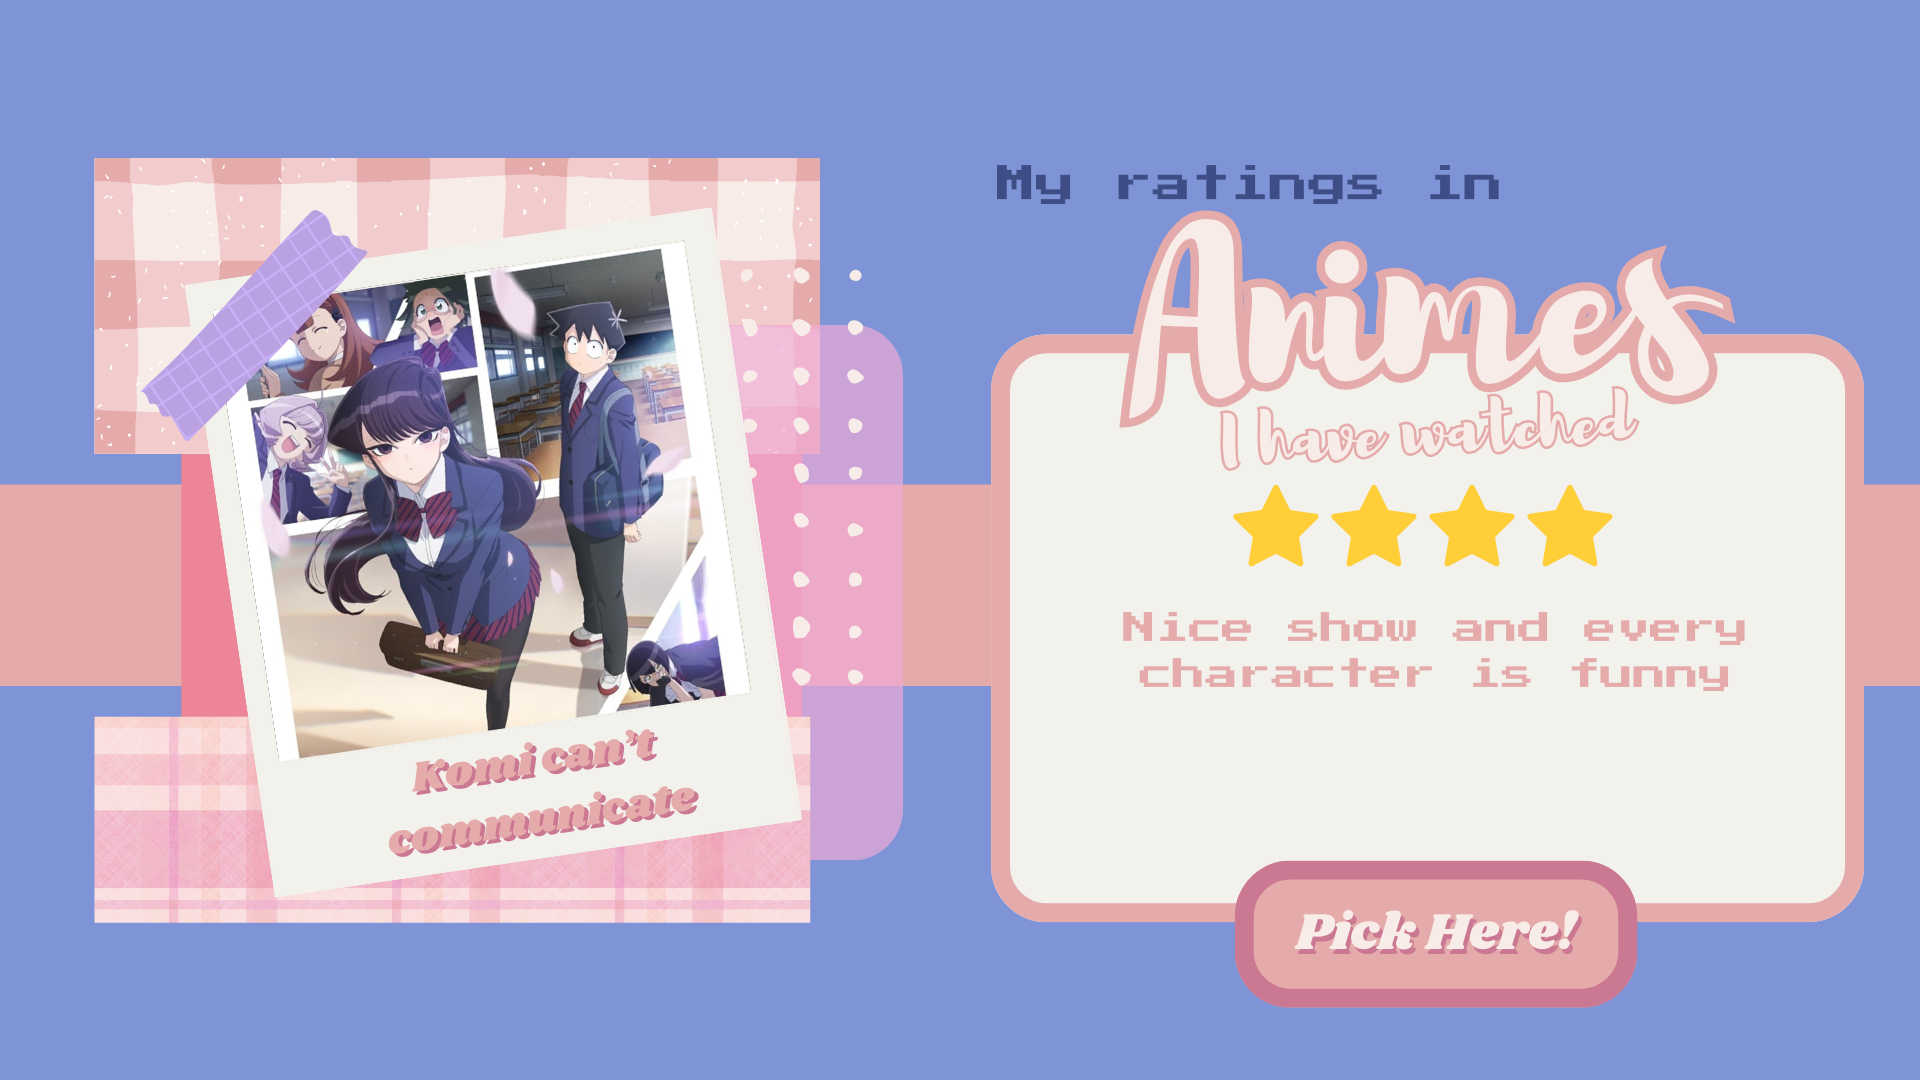 My ratings in
Animes
I have watched
Nice show and every
character is funny
Pick Here!
Komi can't
communicate